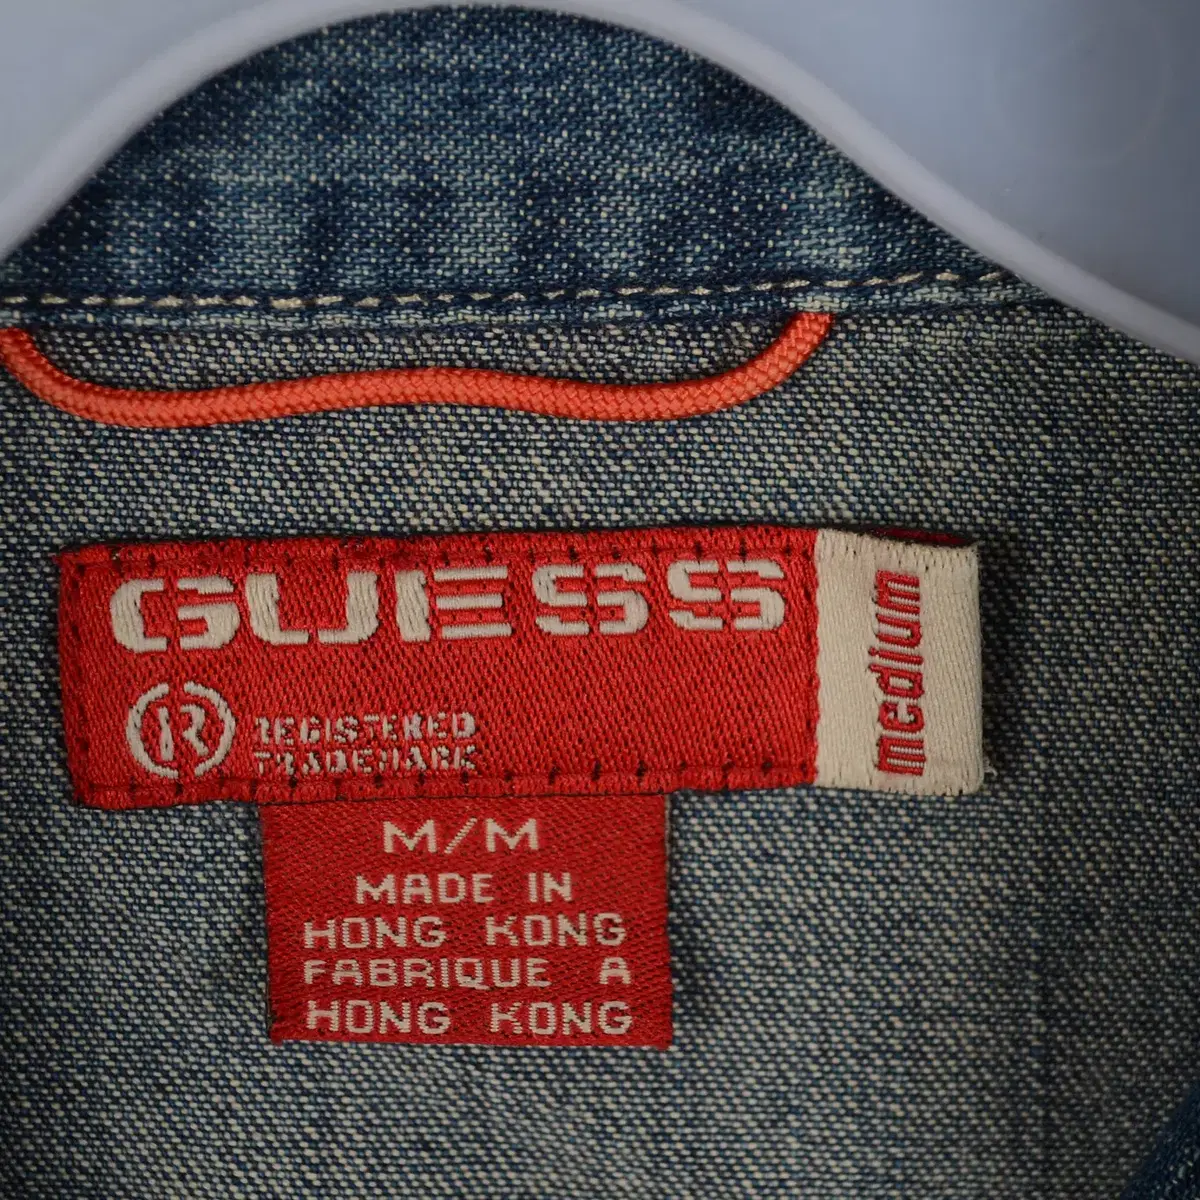 GUESS
medium
R REGISTERED
TRADEMARK
M/M
MADE IN
HONG KONG
FABRIQUE A
HONG KONG